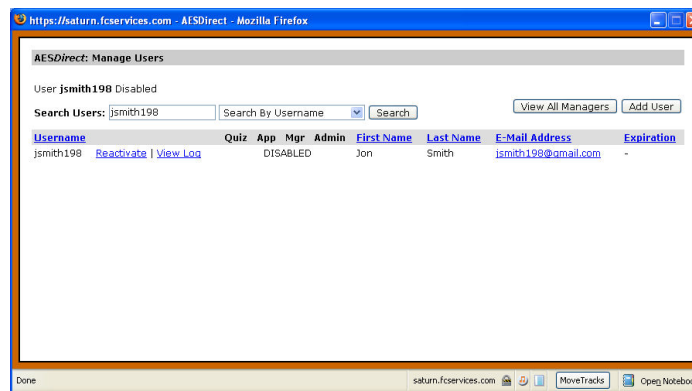 https://saturn.fcservices.com - AESDirect - Mozilla Firefox
AESDirect: Manage Users
User jsmith198 Disabled
Search Users: jsmith198 Search By Username Search View All Managers Add User
Username Quiz App Mgr Admin First Name Last Name E-Mail Address Expiration
jsmith198 Reactivate | View Log DISABLED Jon Smith jsmith198@gmail.com -
Done saturn.fcservices.com MoveTracks Open Notebo